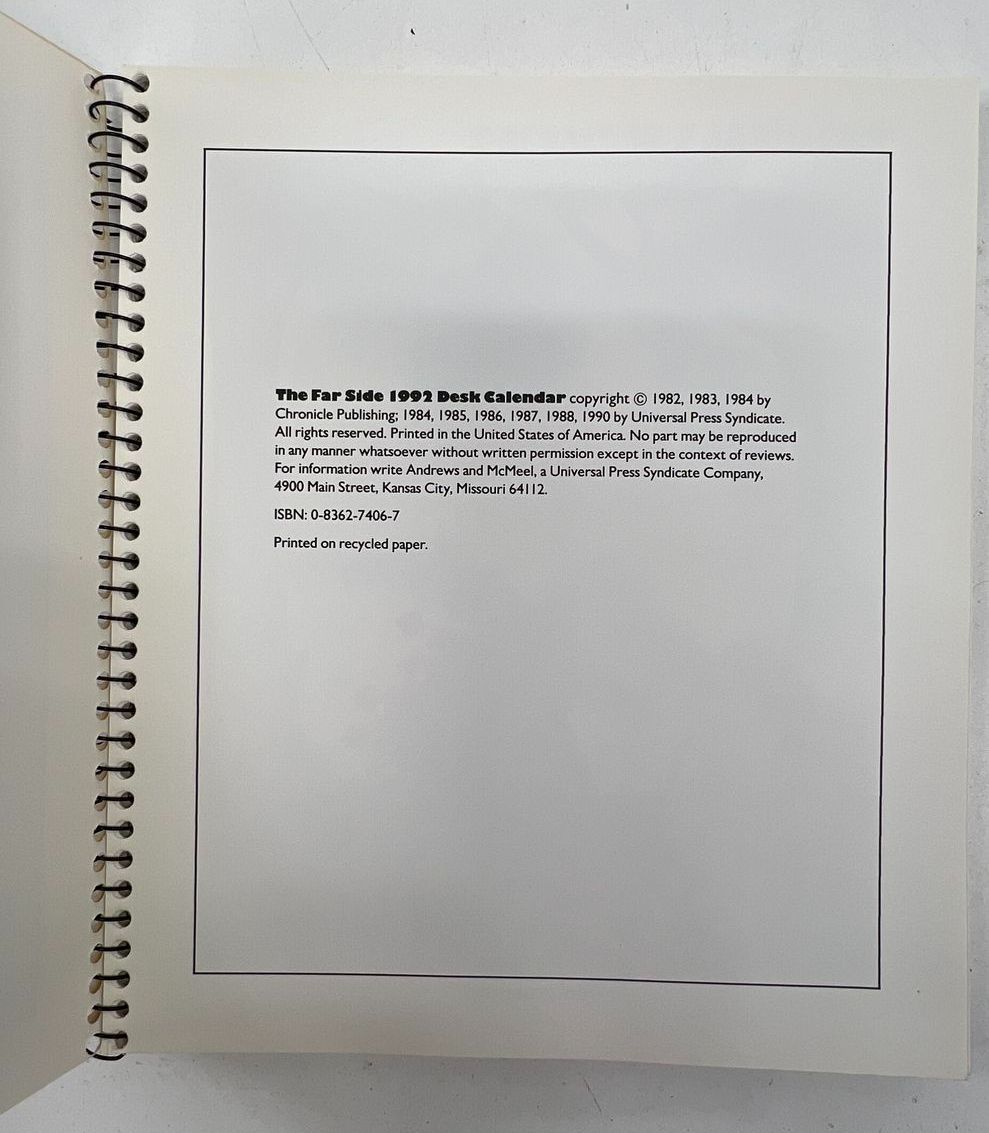 The Far Side 1992 Desk Calendar copyright © 1982, 1983, 1984 by
Chronicle Publishing; 1984, 1985, 1986, 1987, 1988, 1990 by Universal Press Syndicate.
All rights reserved. Printed in the United States of America. No part may be reproduced
in any manner whatsoever without written permission except in the context of reviews.
For information write Andrews and McMeel, a Universal Press Syndicate Company,
4900 Main Street, Kansas City, Missouri 64112.
ISBN: 0-8362-7406-7
Printed on recycled paper.